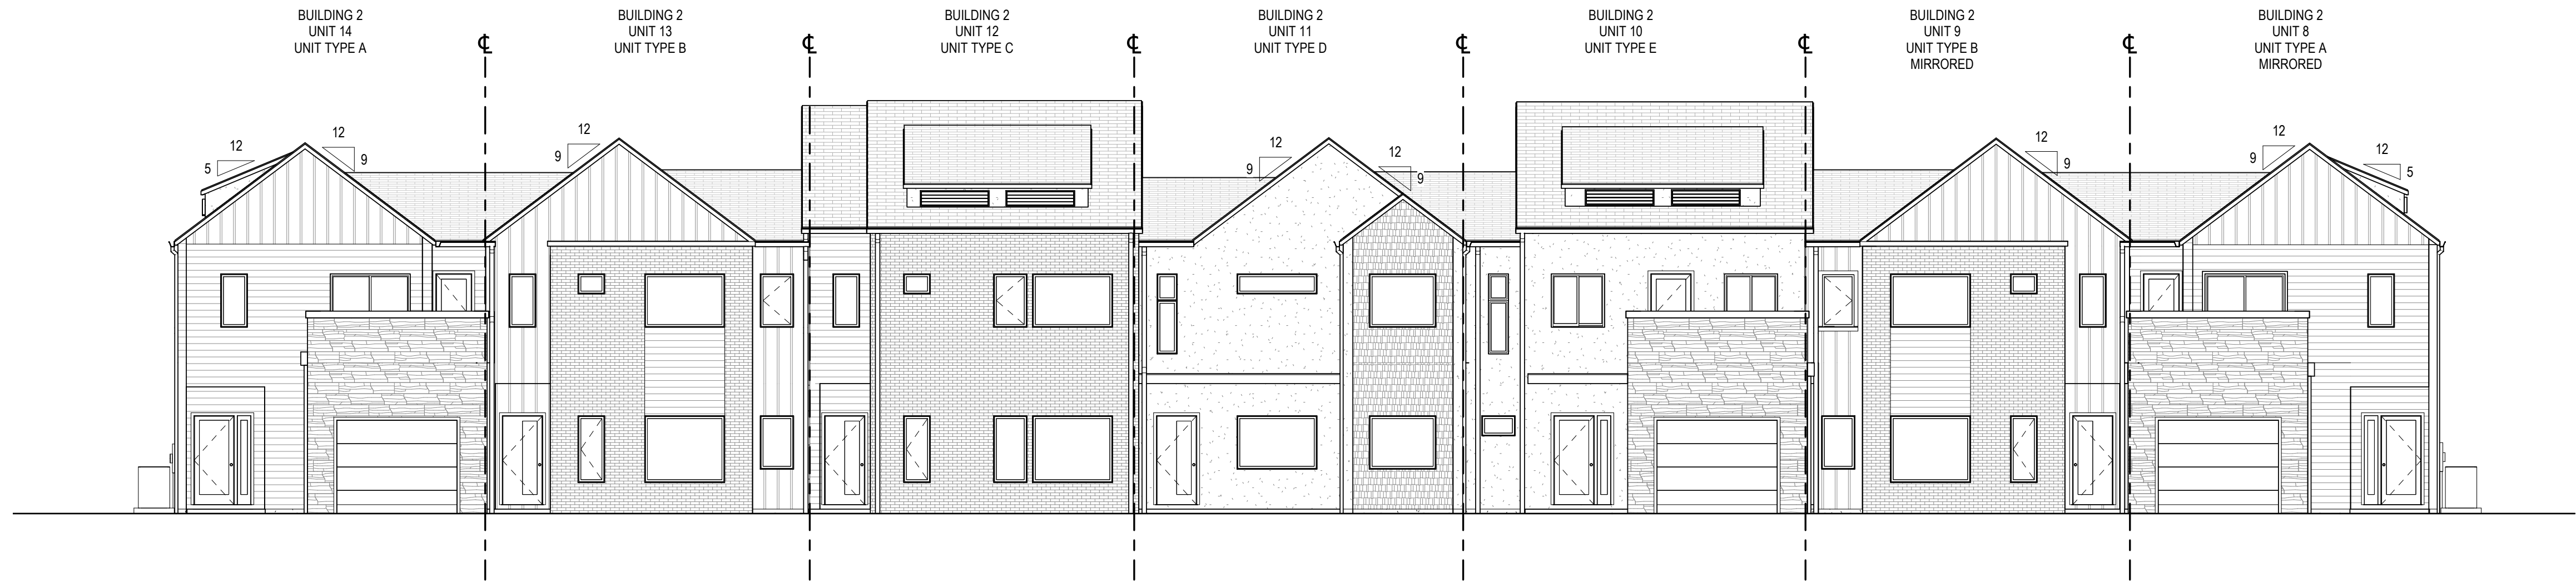 BUILDING 2
UNIT 14
UNIT TYPE A
BUILDING 2
UNIT 13
UNIT TYPE B
BUILDING 2
UNIT 12
UNIT TYPE C
BUILDING 2
UNIT 11
UNIT TYPE D
BUILDING 2
UNIT 10
UNIT TYPE E
BUILDING 2
UNIT 9
UNIT TYPE B
MIRRORED
BUILDING 2
UNIT 8
UNIT TYPE A
MIRRORED
℄
℄
℄
℄
℄
℄
12
5
12
9
12
9
12
9
12
9
12
9
12
9
12
5